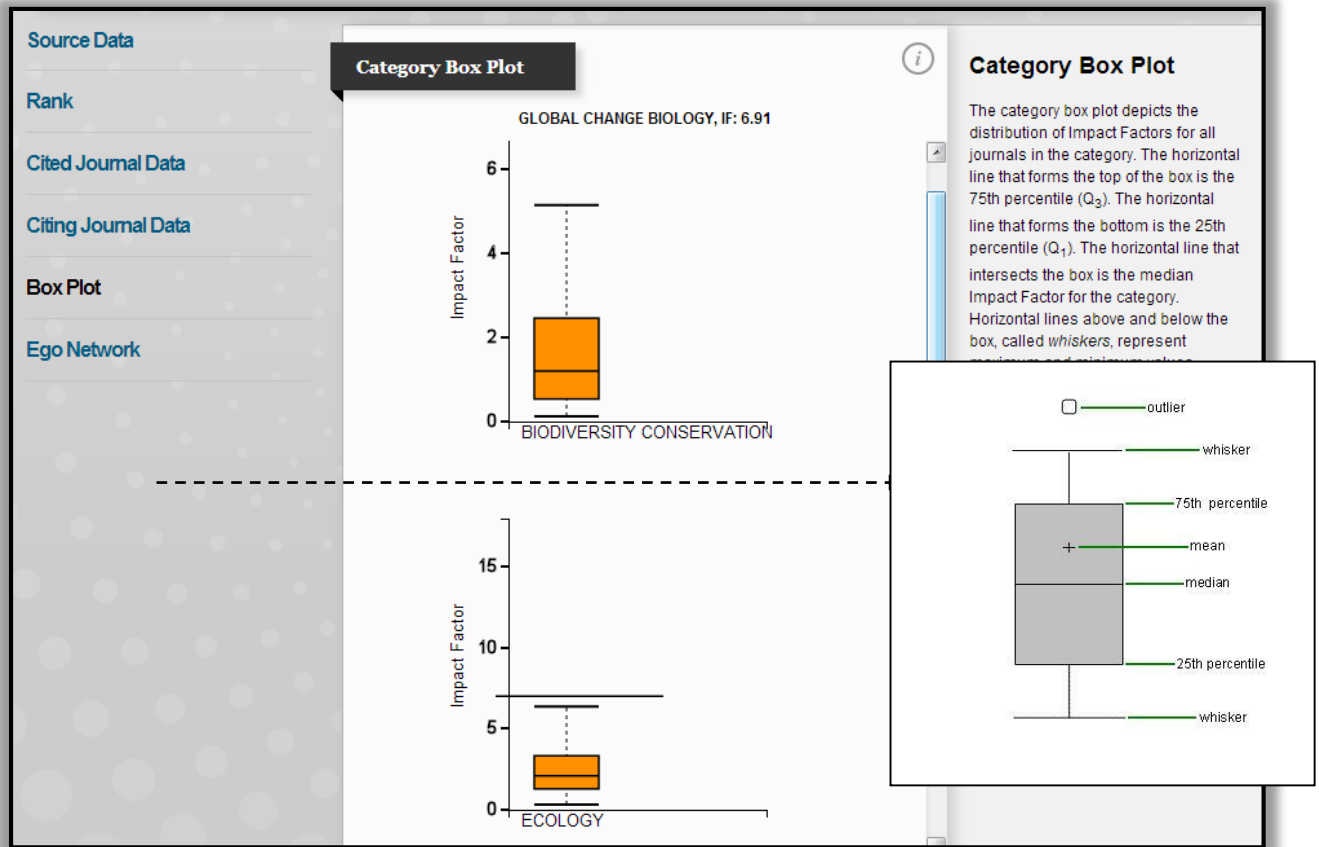 Source Data
Rank
Cited Journal Data
Citing Journal Data
Box Plot
Ego Network
Category Box Plot
i
GLOBAL CHANGE BIOLOGY, IF: 6.91
6
4
2
0
Impact Factor
BIODIVERSITY CONSERVATION
15
10
5
0
Impact Factor
ECOLOGY
Category Box Plot
The category box plot depicts the
distribution of Impact Factors for all
journals in the category. The horizontal
line that forms the top of the box is the
75th percentile (Q3). The horizontal
line that forms the bottom is the 25th
percentile (Q1). The horizontal line that
intersects the box is the median
Impact Factor for the category.
Horizontal lines above and below the
box, called whiskers, represent
maximum and minimum values
outlier
whisker
75th percentile
mean
median
25th percentile
whisker